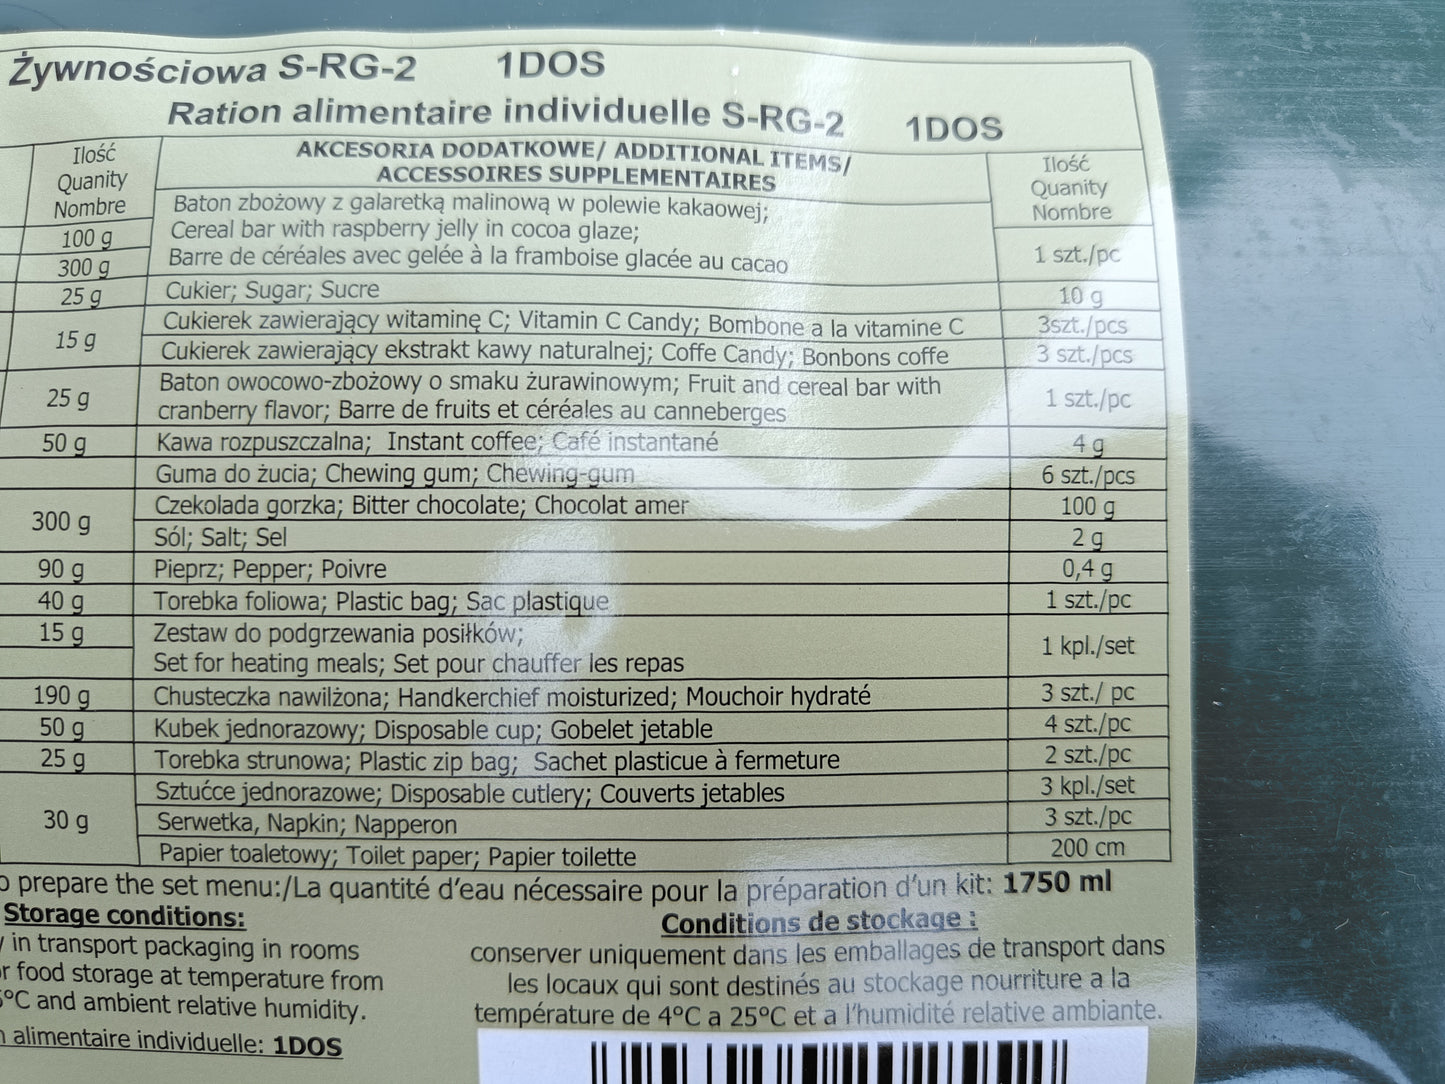 Żywnościowa S-RG-2 1DOS
Ration alimentaire individuelle S-RG-2 1DOS
Ilość
Quanity
Nombre
AKCESORIA DODATKOWE/ ADDITIONAL ITEMS/
ACCESSOIRES SUPPLEMENTAIRES
Ilość
Quanity
Nombre
100 g
300 g
Baton zbożowy z galaretką malinową w polewie kakaowej;
Cereal bar with raspberry jelly in cocoa glaze;
Barre de céréales avec gelée à la framboise glacée au cacao
1 szt./pc
25 g
Cukier; Sugar; Sucre
10 g
15 g
Cukierek zawierający witaminę C; Vitamin C Candy; Bombone a la vitamine C
3szt./pcs
Cukierek zawierający ekstrakt kawy naturalnej; Coffe Candy; Bonbons coffe
3 szt./pcs
25 g
Baton owocowo-zbożowy o smaku żurawinowym; Fruit and cereal bar with
cranberry flavor; Barre de fruits et céréales au canneberges
1 szt./pc
50 g
Kawa rozpuszczalna; Instant coffee; Café instantané
4 g
Guma do żucia; Chewing gum; Chewing-gum
6 szt./pcs
300 g
Czekolada gorzka; Bitter chocolate; Chocolat amer
100 g
Sól; Salt; Sel
2 g
90 g
Pieprz; Pepper; Poivre
0,4 g
40 g
Torebka foliowa; Plastic bag; Sac plastique
1 szt./pc
15 g
Zestaw do podgrzewania posiłków;
Set for heating meals; Set pour chauffer les repas
1 kpl./set
190 g
Chusteczka nawilżona; Handkerchief moisturized; Mouchoir hydraté
3 szt./ pc
50 g
Kubek jednorazowy; Disposable cup; Gobelet jetable
4 szt./pc
25 g
Torebka strunowa; Plastic zip bag; Sachet plasticue à fermeture
2 szt./pc
30 g
Sztućce jednorazowe; Disposable cutlery; Couverts jetables
3 kpl./set
Serwetka, Napkin; Napperon
3 szt./pc
Papier toaletowy; Toilet paper; Papier toilette
200 cm
o prepare the set menu:/La quantité d'eau nécessaire pour la préparation d'un kit: 1750 ml
Storage conditions:
in transport packaging in rooms
r food storage at temperature from
°C and ambient relative humidity.
alimentaire individuelle: 1DOS
Conditions de stockage :
conserver uniquement dans les emballages de transport dans
les locaux qui sont destinés au stockage nourriture a la
température de 4°C a 25°C et a l'humidité relative ambiante.